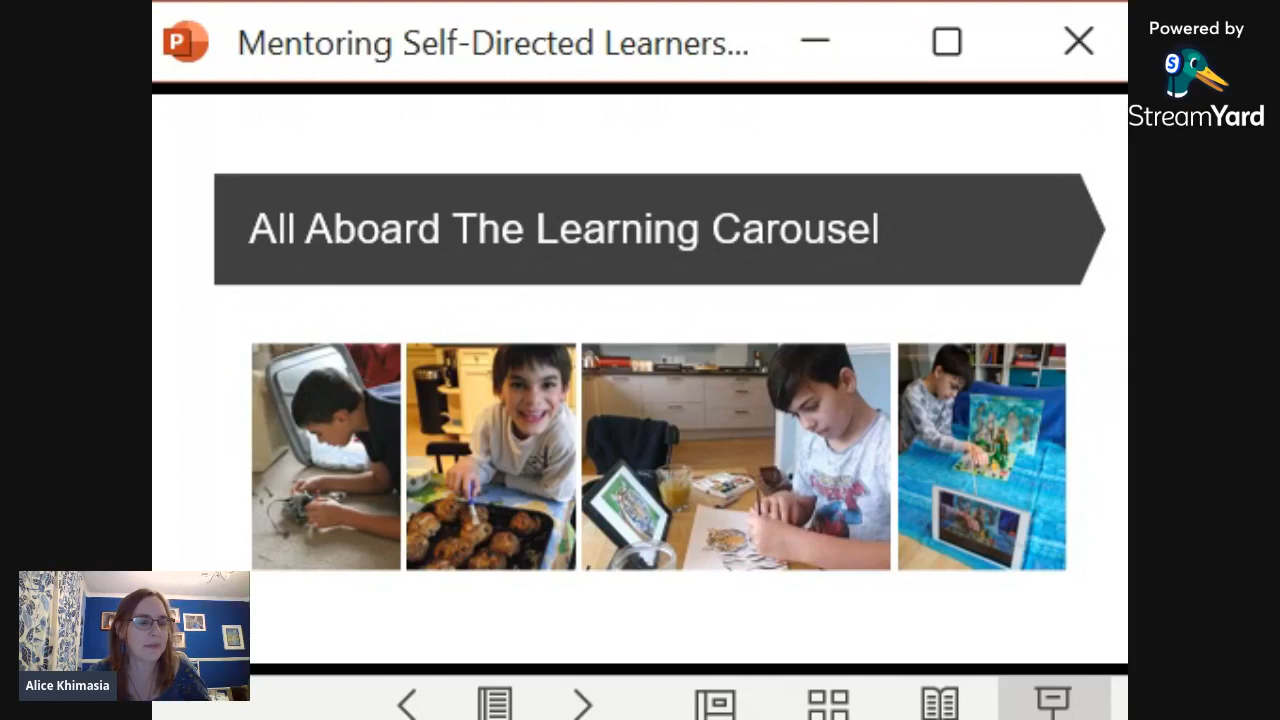 Mentoring Self-Directed Learners...
Powered by
StreamYard
All Aboard The Learning Carousel
Alice Khimasia